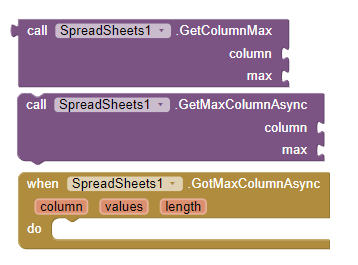 call SpreadSheets1 .GetColumnMax
column
max
call SpreadSheets1 .GetMaxColumnAsync
column
max
when SpreadSheets1 .GotMaxColumnAsync
column values length
do